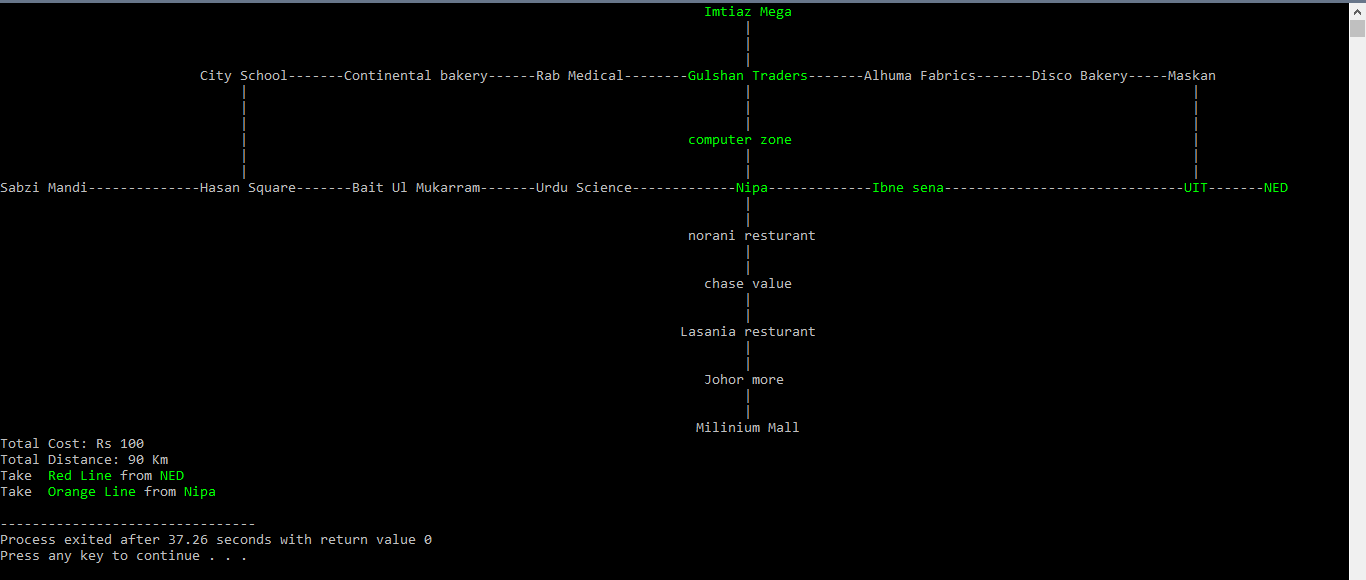 Imtiaz Mega
|
|
|
City School-------Continental bakery------Rab Medical--------Gulshan Traders-------Alhuma Fabrics-------Disco Bakery-----Maskan
| | |
| | |
| | |
| computer zone |
| | |
| | |
Sabzi Mandi--------------Hasan Square-------Bait Ul Mukarram-------Urdu Science-------------Nipa-------------Ibne sena------------------------------UIT-------NED
|
|
norani resturant
|
|
chase value
|
|
Lasania resturant
|
|
Johor more
|
|
Milinium Mall
Total Cost: Rs 100
Total Distance: 90 Km
Take  Red Line from NED
Take  Orange Line from Nipa
--------------------------------
Process exited after 37.26 seconds with return value 0
Press any key to continue . . .